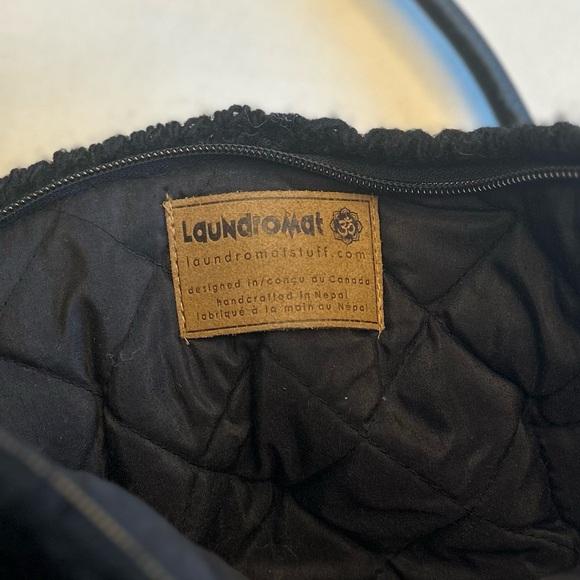 LaundroMat
laundromatstuff.com
designed in/conçu au Canada
handcrafted in Nepal
fabriqué à la main au Népal